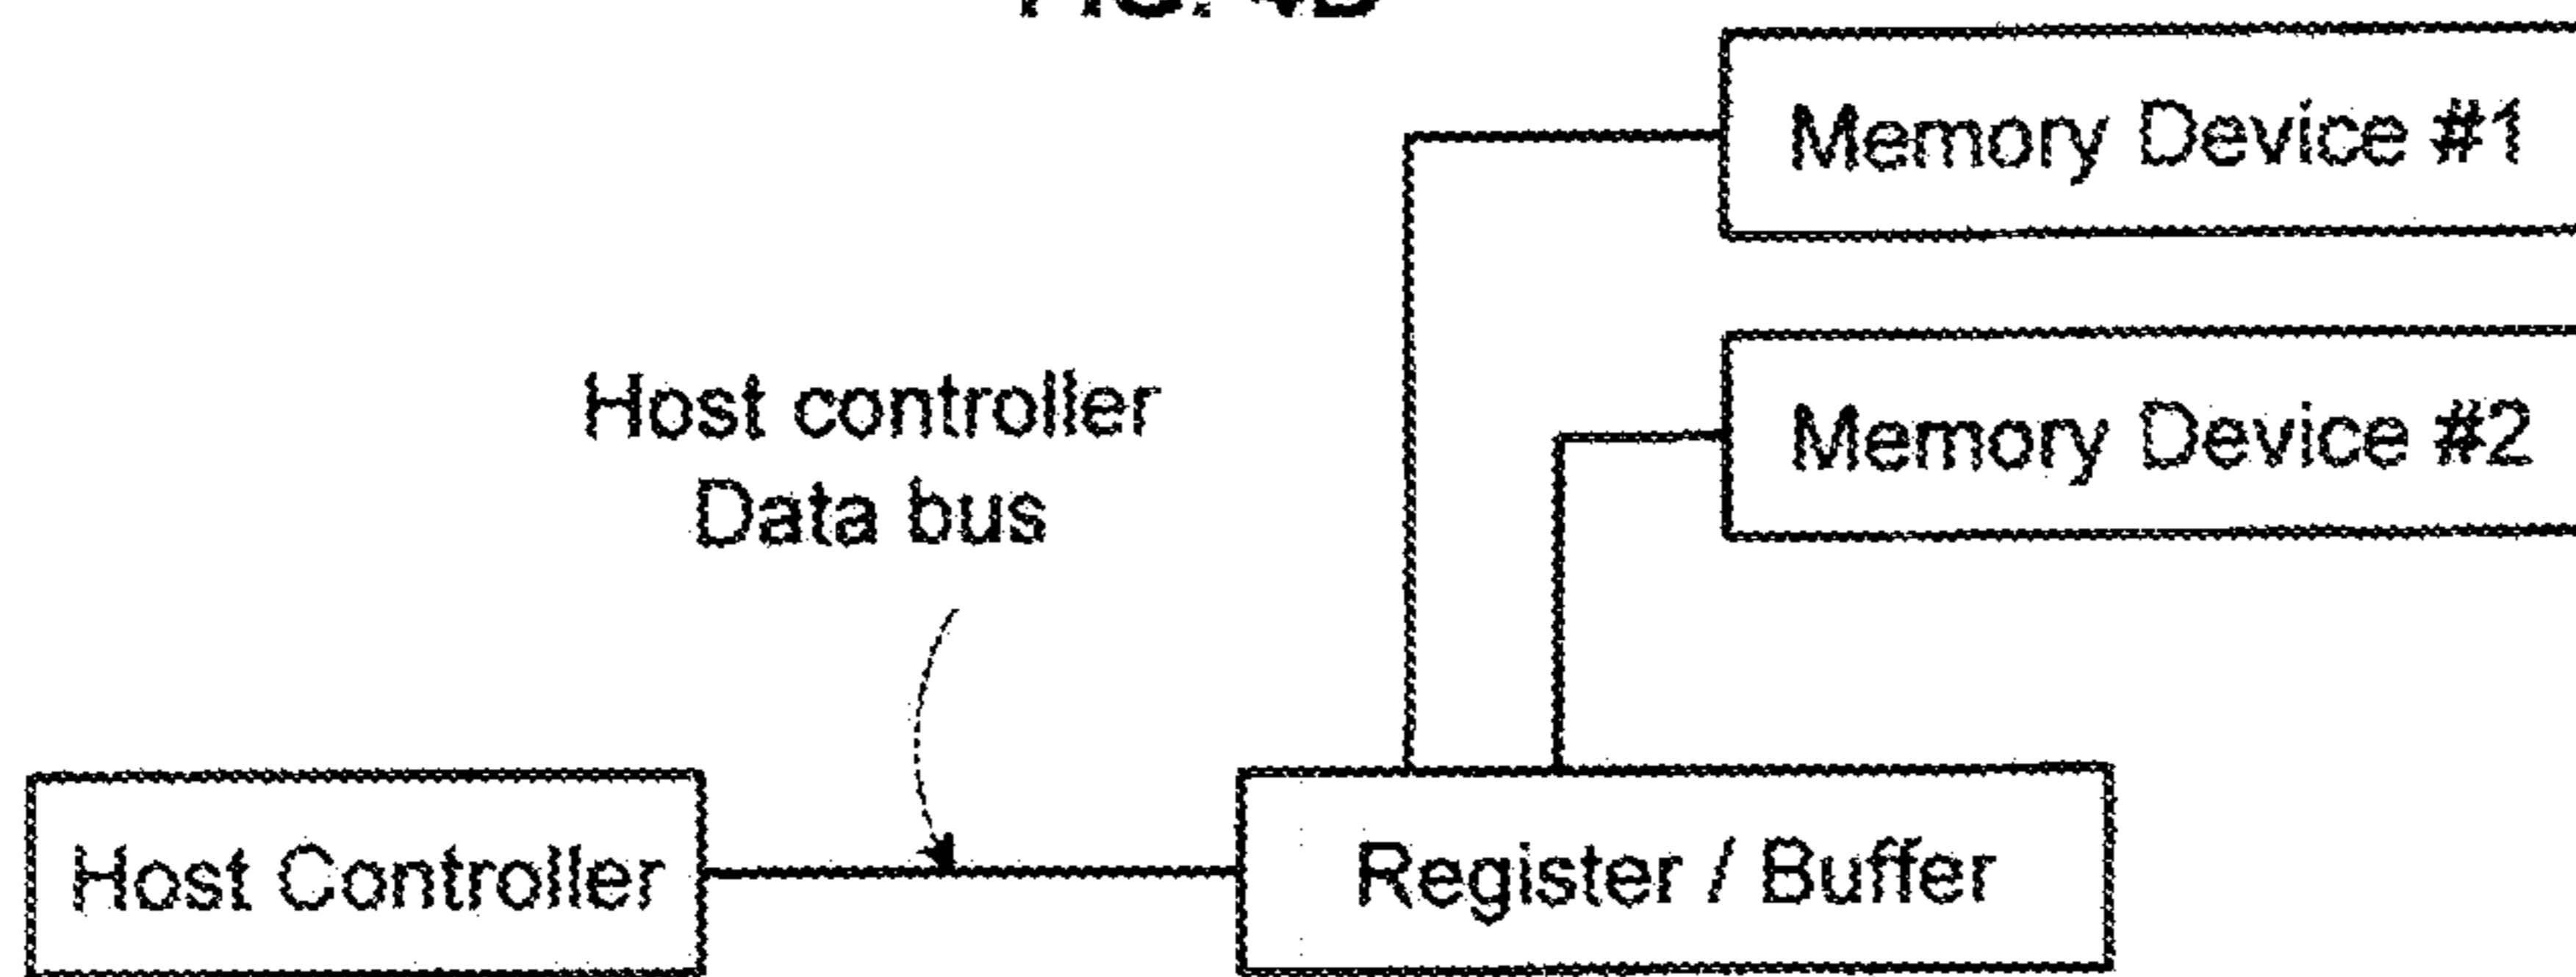 Memory Device #1
Memory Device #2
Host controller
Data bus
Host Controller
Register / Buffer